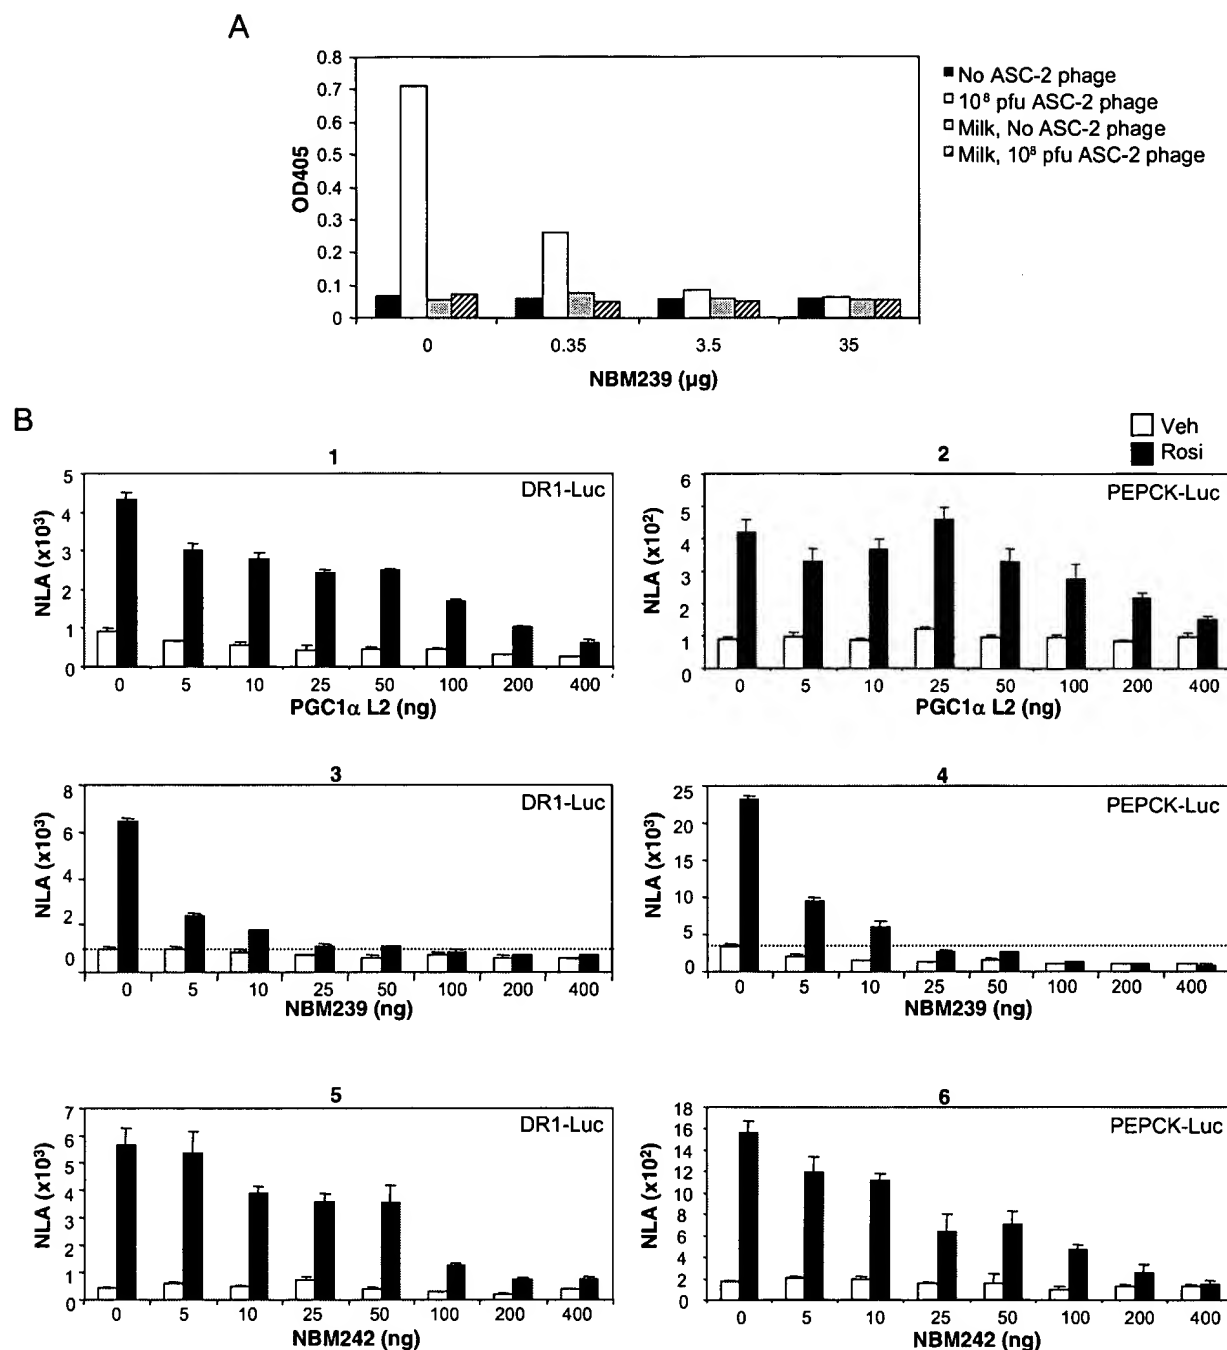 A
0.8
0.7
0.6
0.5
0.4
0.3
0.2
0.1
0
OD405
0 0.35 3.5 35
NBM239 (µg)
No ASC-2 phage
10⁸ pfu ASC-2 phage
Milk, No ASC-2 phage
Milk, 10⁸ pfu ASC-2 phage
B
Veh
Rosi
1
DR1-Luc
NLA (x10³)
5
4
3
2
1
0
0 5 10 25 50 100 200 400
PGC1α L2 (ng)
2
PEPCK-Luc
NLA (x10²)
6
5
4
3
2
1
0
0 5 10 25 50 100 200 400
PGC1α L2 (ng)
3
DR1-Luc
NLA (x10³)
8
6
4
2
0
0 5 10 25 50 100 200 400
NBM239 (ng)
4
PEPCK-Luc
NLA (x10³)
25
20
15
10
5
0
0 5 10 25 50 100 200 400
NBM239 (ng)
5
DR1-Luc
NLA (x10³)
7
6
5
4
3
2
1
0
0 5 10 25 50 100 200 400
NBM242 (ng)
6
PEPCK-Luc
NLA (x10²)
18
16
14
12
10
8
6
4
2
0
0 5 10 25 50 100 200 400
NBM242 (ng)